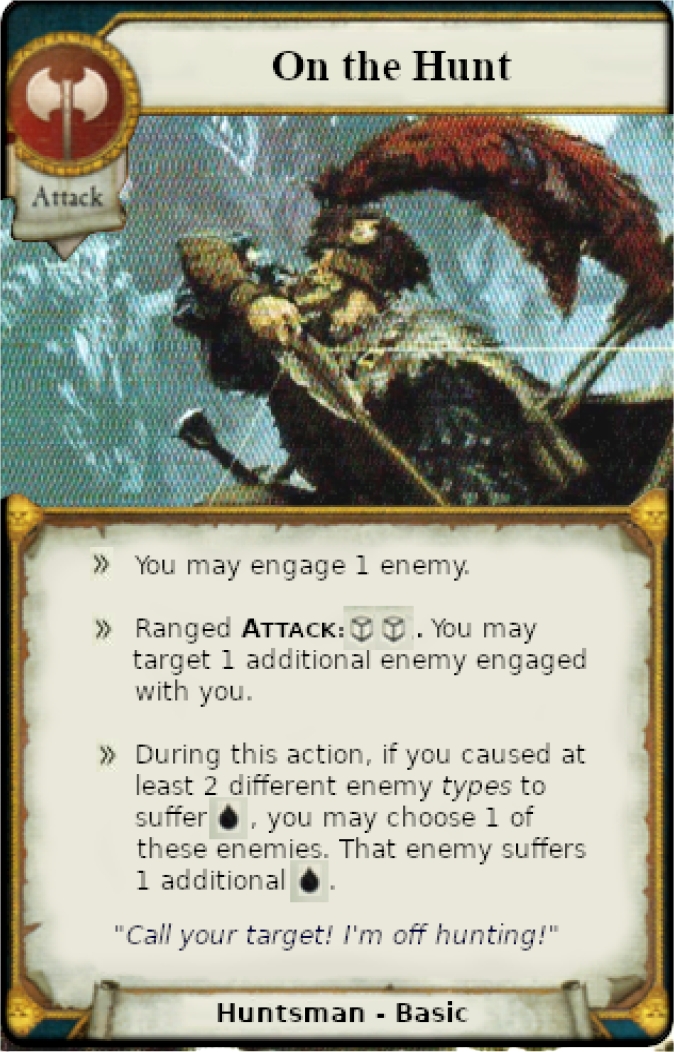 On the Hunt
Attack
You may engage 1 enemy.
Ranged ATTACK: . You may
target 1 additional enemy engaged
with you.
During this action, if you caused at
least 2 different enemy types to
suffer , you may choose 1 of
these enemies. That enemy suffers
1 additional .
"Call your target! I'm off hunting!"
Huntsman - Basic